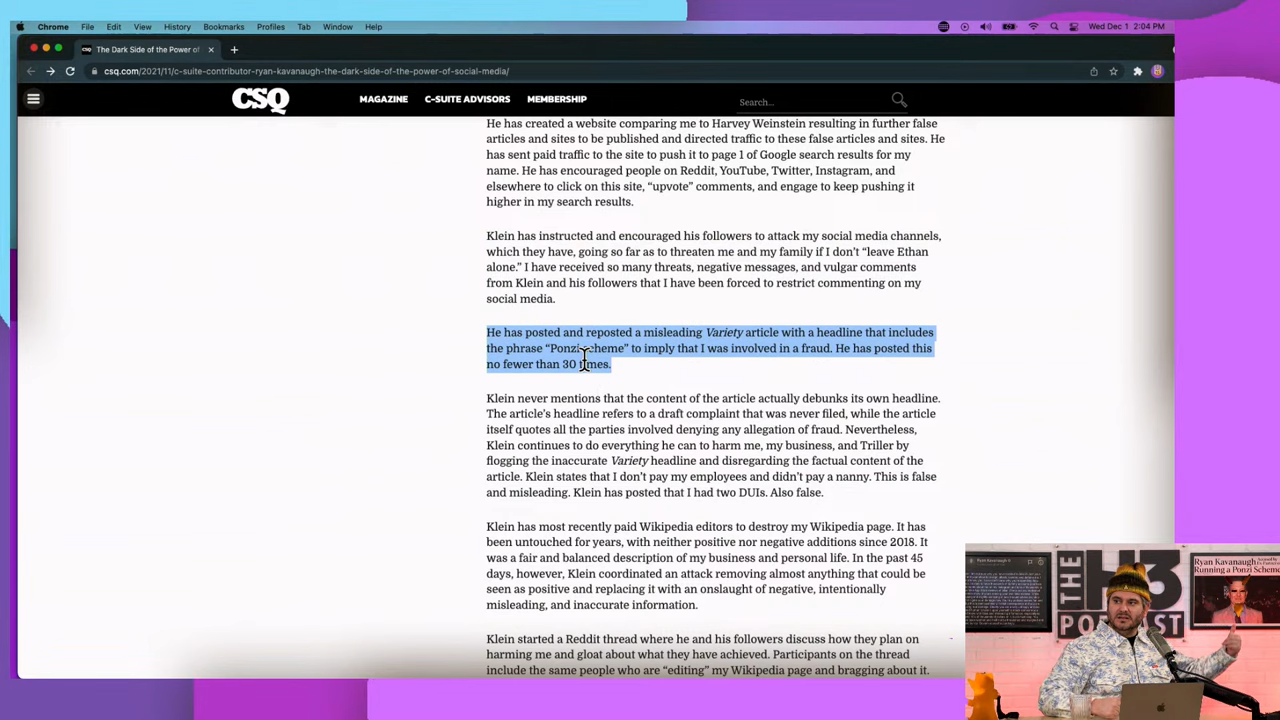 Chrome File Edit View History Bookmarks Profiles Tab Window Help
Wed Dec 1 2:04 PM
The Dark Side of the Power of
csq.com/2021/11/c-suite-contributor-ryan-kavanaugh-the-dark-side-of-the-power-of-social-media/
CSQ
MAGAZINE C-SUITE ADVISORS MEMBERSHIP
Search...
He has created a website comparing me to Harvey Weinstein resulting in further false
articles and sites to be published and directed traffic to these false articles and sites. He
has sent paid traffic to the site to push it to page 1 of Google search results for my
name. He has encouraged people on Reddit, YouTube, Twitter, Instagram, and
elsewhere to click on this site, “upvote” comments, and engage to keep pushing it
higher in my search results.
Klein has instructed and encouraged his followers to attack my social media channels,
which they have, going so far as to threaten me and my family if I don’t “leave Ethan
alone.” I have received so many threats, negative messages, and vulgar comments
from Klein and his followers that I have been forced to restrict commenting on my
social media.
He has posted and reposted a misleading Variety article with a headline that includes
the phrase “Ponzi scheme” to imply that I was involved in a fraud. He has posted this
no fewer than 30 times.
Klein never mentions that the content of the article actually debunks its own headline.
The article’s headline refers to a draft complaint that was never filed, while the article
itself quotes all the parties involved denying any allegation of fraud. Nevertheless,
Klein continues to do everything he can to harm me, my business, and Triller by
flogging the inaccurate Variety headline and disregarding the factual content of the
article. Klein states that I don’t pay my employees and didn’t pay a nanny. This is false
and misleading. Klein has posted that I had two DUIs. Also false.
Klein has most recently paid Wikipedia editors to destroy my Wikipedia page. It has
been untouched for years, with neither positive nor negative additions since 2018. It
was a fair and balanced description of my business and personal life. In the past 45
days, however, Klein coordinated an attack removing almost anything that could be
seen as positive and replacing it with an onslaught of negative, intentionally
misleading, and inaccurate information.
Klein started a Reddit thread where he and his followers discuss how they plan on
harming me and gloat about what they have achieved. Participants on the thread
include the same people who are “editing” my Wikipedia page and bragging about it.
THE
PODCAST
Ryan Kavanaugh
Running a Ponzi Scheme